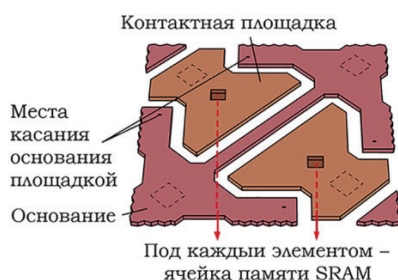 Контактная площадка
Места
касания
основания
площадкой
Основание
Под каждыи элементом –
ячейка памяти SRAM